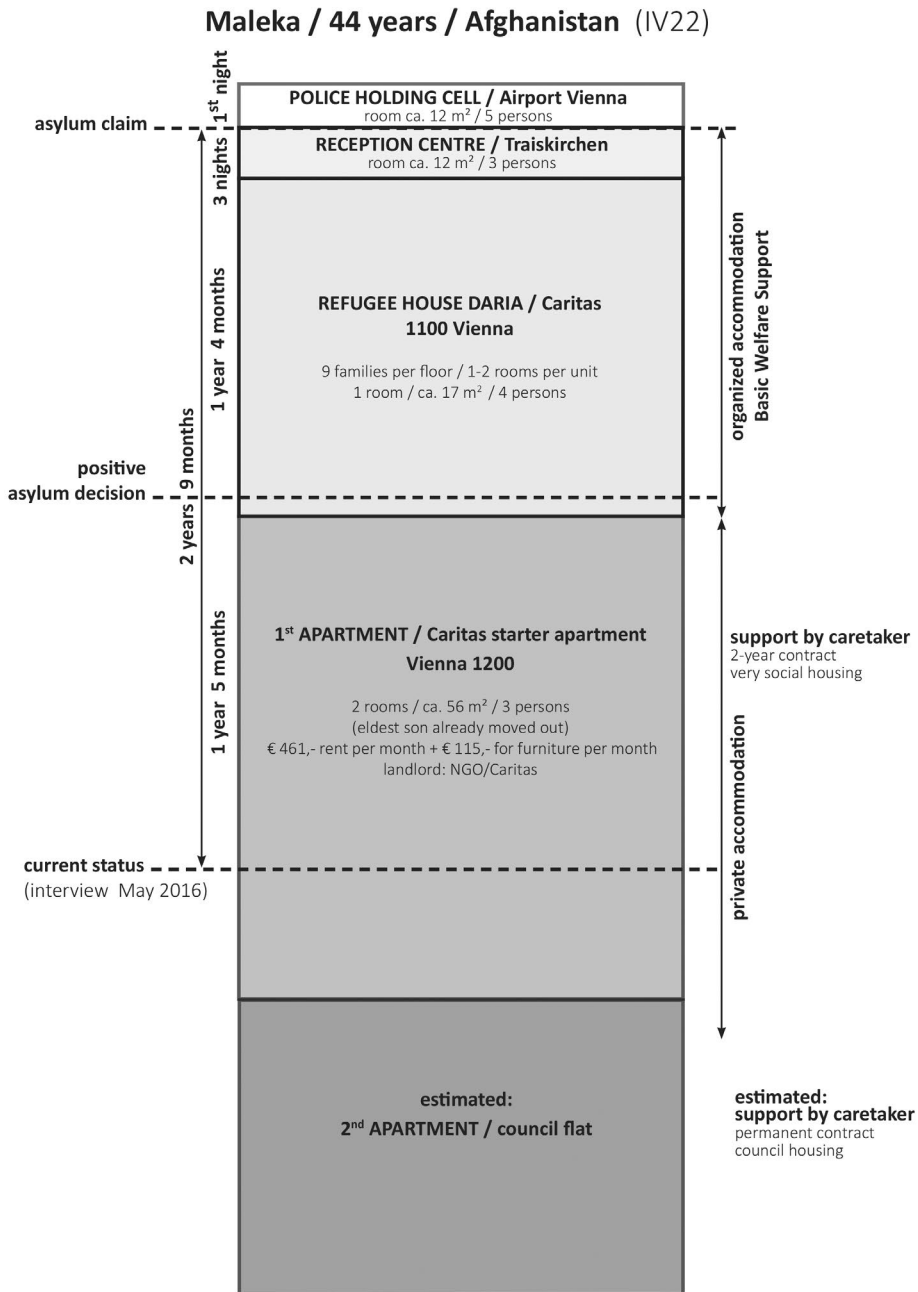 Maleka / 44 years / Afghanistan (IV22)
1st night
POLICE HOLDING CELL / Airport Vienna
room ca. 12 m² / 5 persons
asylum claim
3 nights
RECEPTION CENTRE / Traiskirchen
room ca. 12 m² / 3 persons
1 year 4 months
REFUGEE HOUSE DARIA / Caritas
1100 Vienna
9 families per floor / 1-2 rooms per unit
1 room / ca. 17 m² / 4 persons
organized accommodation
Basic Welfare Support
positive
asylum decision
2 years 9 months
1 year 5 months
1st APARTMENT / Caritas starter apartment
Vienna 1200
2 rooms / ca. 56 m² / 3 persons
(eldest son already moved out)
€ 461,- rent per month + € 115,- for furniture per month
landlord: NGO/Caritas
support by caretaker
2-year contract
very social housing
private accommodation
current status
(interview May 2016)
estimated:
2nd APARTMENT / council flat
estimated:
support by caretaker
permanent contract
council housing